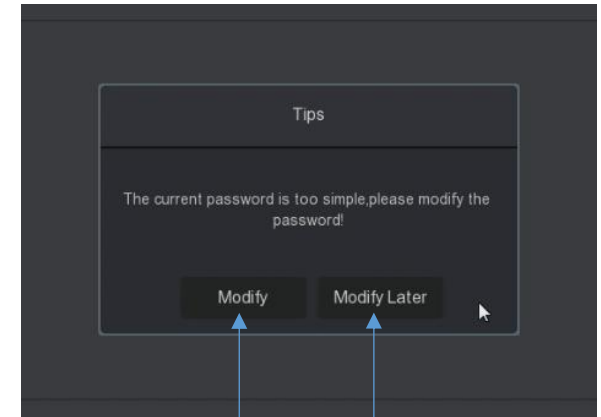 Tips
The current password is too simple,please modify the
password!
Modify
Modify Later